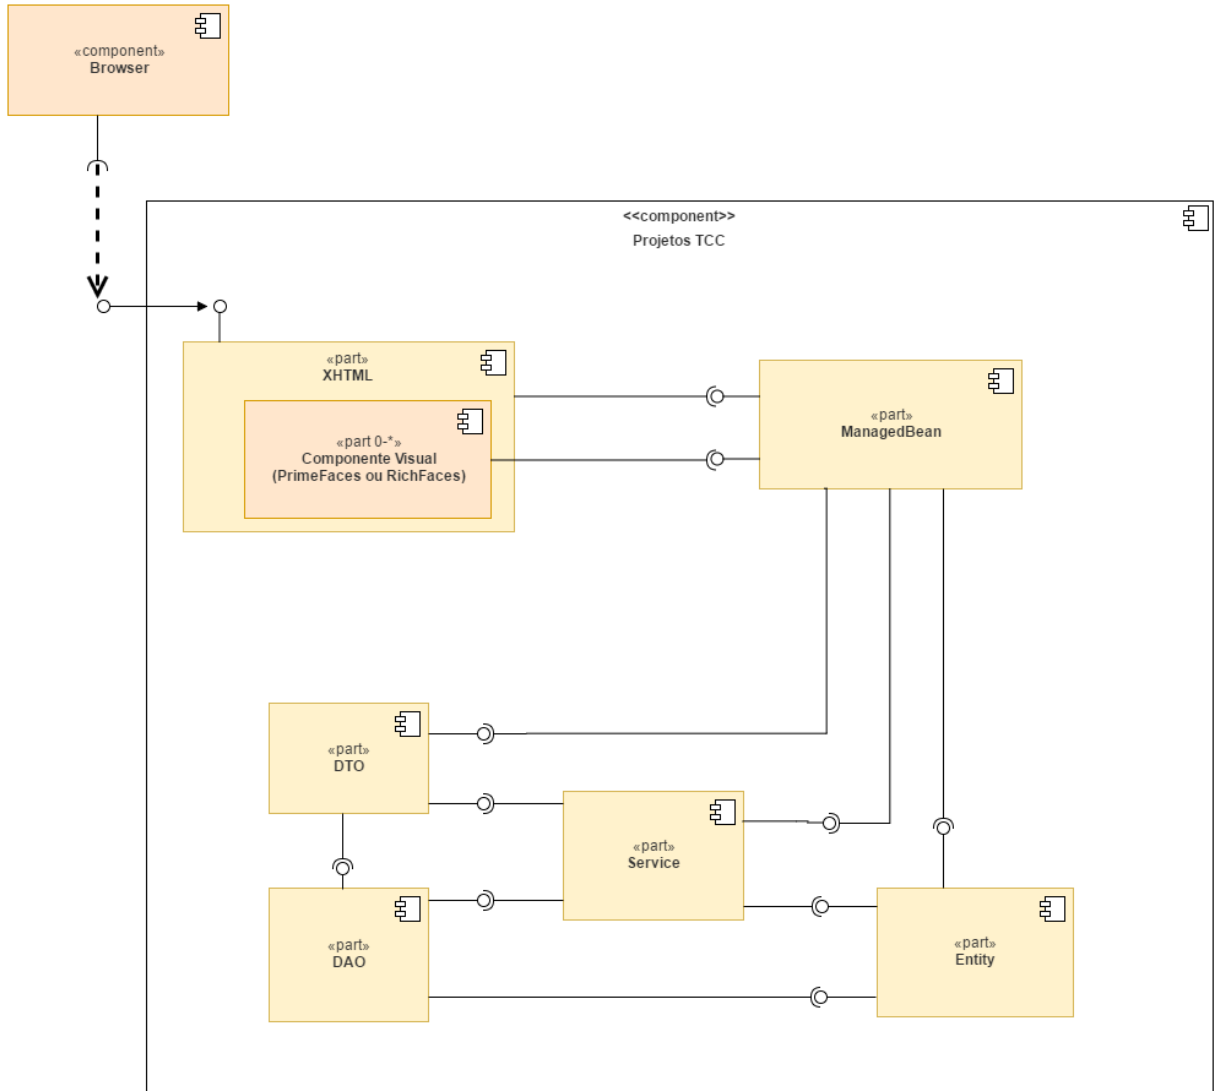 «component»
Browser
<<component>>
Projetos TCC
«part»
XHTML
«part 0-*»
Componente Visual
(PrimeFaces ou RichFaces)
«part»
ManagedBean
«part»
DTO
«part»
Service
«part»
DAO
«part»
Entity